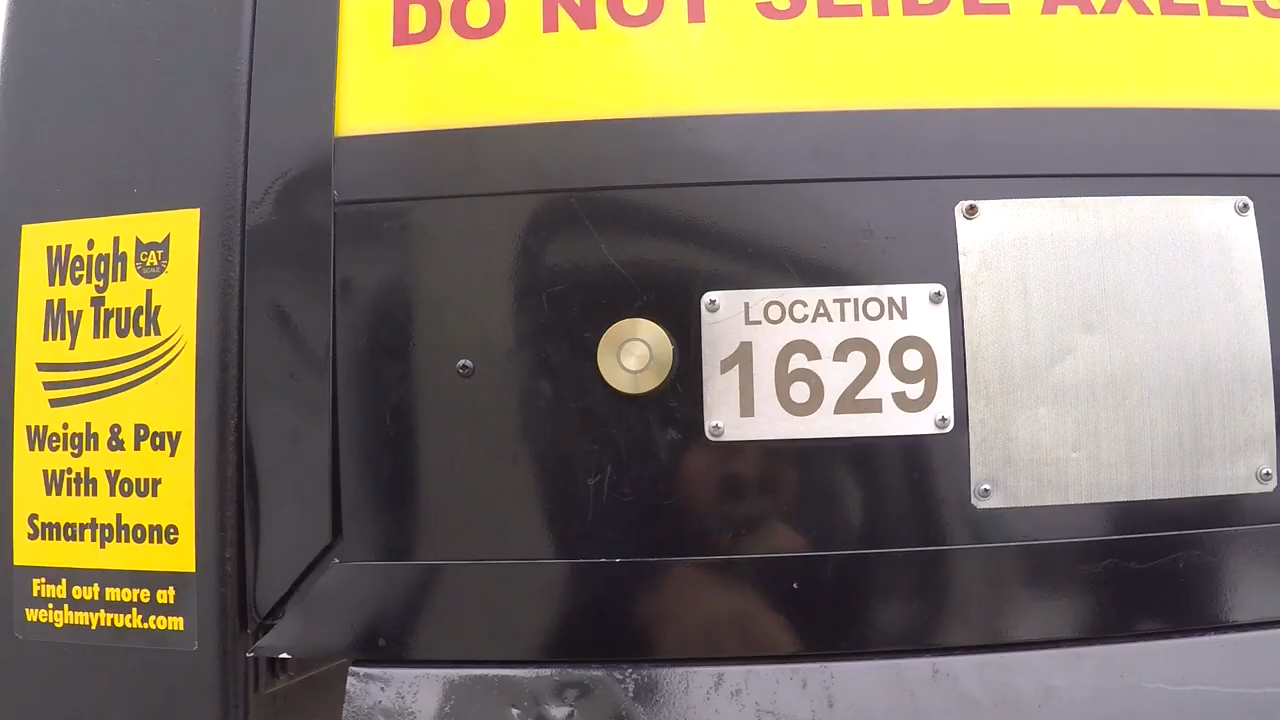 DO NOT SLIDE AXLES
Weigh
CAT
SCALE
My Truck
Weigh & Pay
With Your
Smartphone
Find out more at
weighmytruck.com
LOCATION
1629